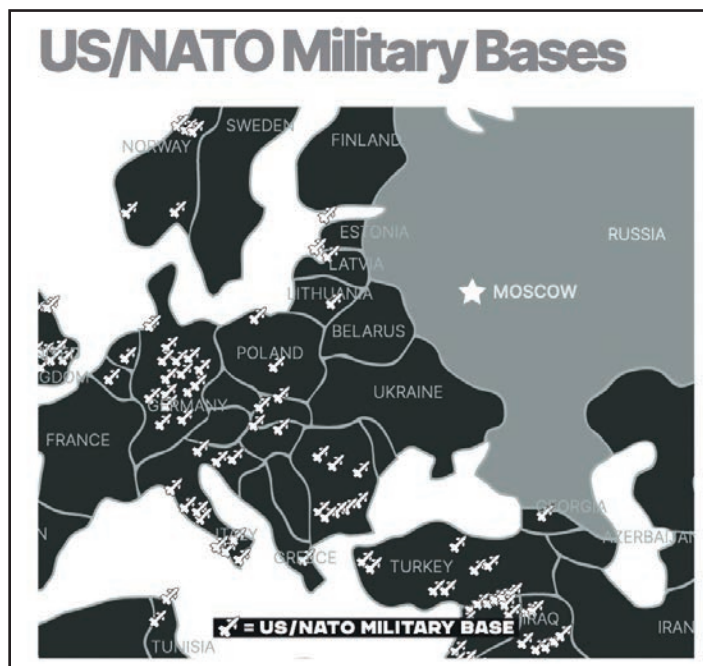 US/NATO Military Bases
SWEDEN
NORWAY
FINLAND
ESTONIA
RUSSIA
LATVIA
LITHUANIA
MOSCOW
BELARUS
POLAND
UKRAINE
GERMANY
FRANCE
GEORGIA
ITALY
AZERBAIJAN
GREECE
TURKEY
IRAQ
IRAN
= US/NATO MILITARY BASE
TUNISIA